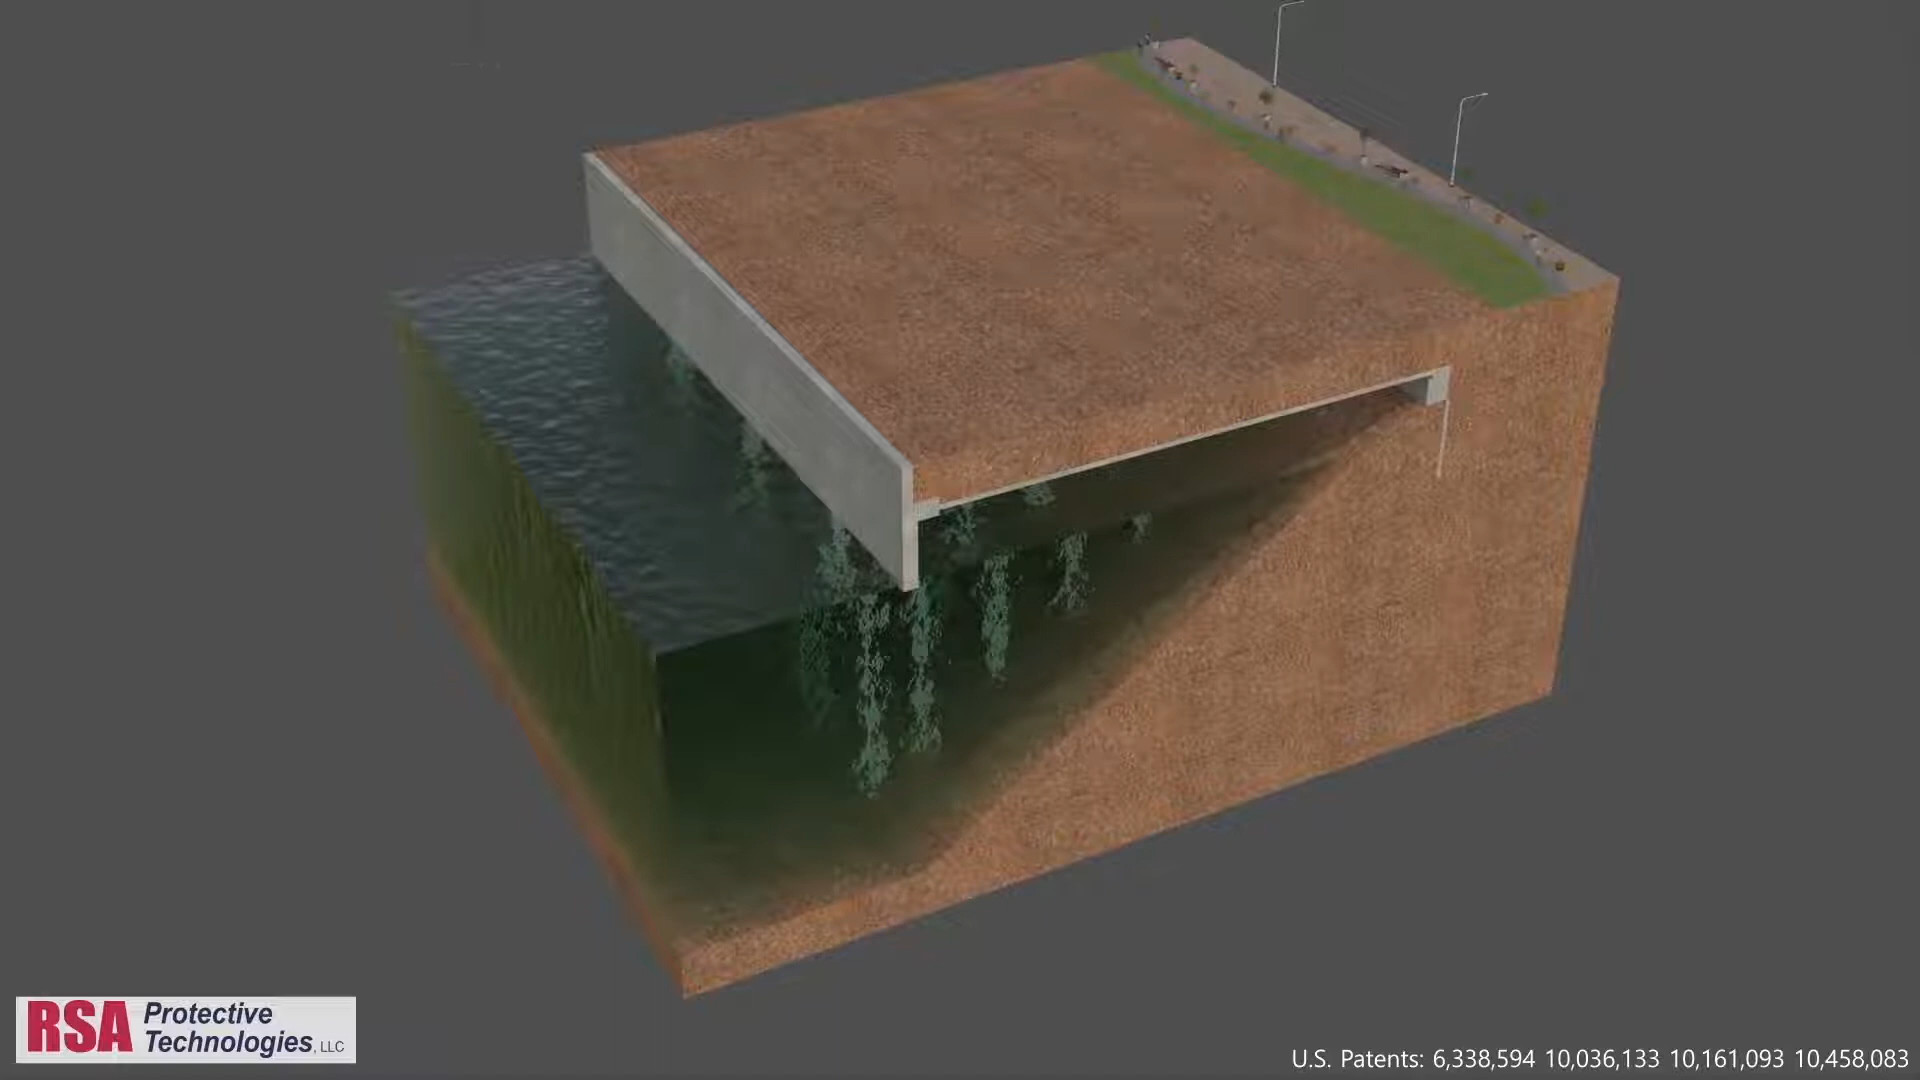 RSA Protective
Technologies, LLC
U.S. Patents: 6,338,594 10,036,133 10,161,093 10,458,083